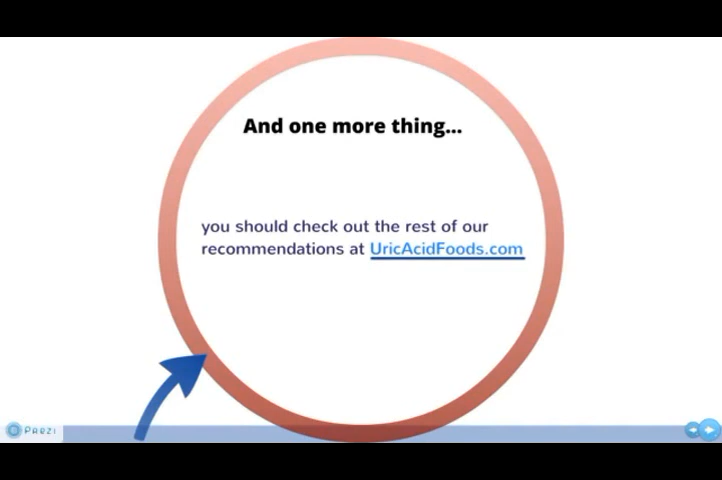 And one more thing...
you should check out the rest of our
recommendations at UricAcidFoods.com
Prezi